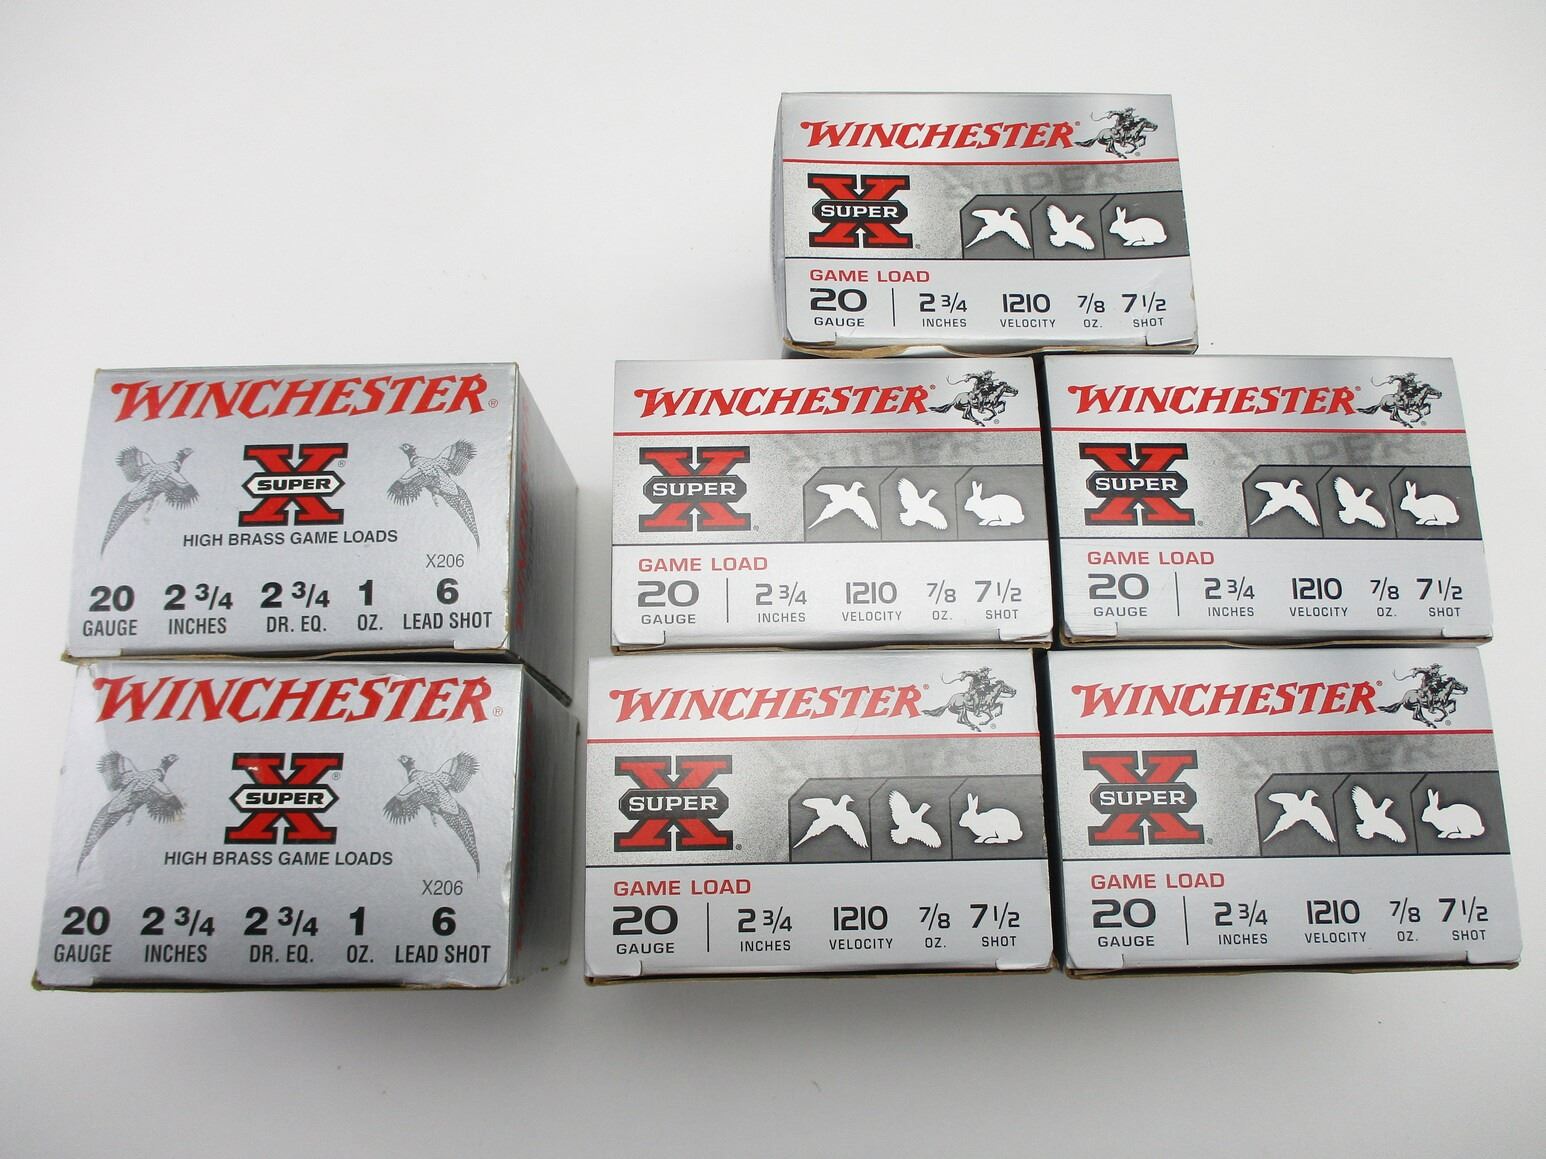 WINCHESTER®
SUPER
X
SUPER
®
GAME LOAD
20 2 3/4 1210 7/8 7 1/2
GAUGE INCHES VELOCITY OZ. SHOT
WINCHESTER®
X
SUPER
®
HIGH BRASS GAME LOADS
X206
20 2 3/4 2 3/4 1 6
GAUGE INCHES DR. EQ. OZ. LEAD SHOT
WINCHESTER®
SUPER
X
SUPER
®
GAME LOAD
20 2 3/4 1210 7/8 7 1/2
GAUGE INCHES VELOCITY OZ. SHOT
WINCHESTER®
SUPER
X
SUPER
®
GAME LOAD
20 2 3/4 1210 7/8 7 1/2
GAUGE INCHES VELOCITY OZ. SHOT
WINCHESTER®
X
SUPER
®
HIGH BRASS GAME LOADS
X206
20 2 3/4 2 3/4 1 6
GAUGE INCHES DR. EQ. OZ. LEAD SHOT
WINCHESTER®
SUPER
X
SUPER
®
GAME LOAD
20 2 3/4 1210 7/8 7 1/2
GAUGE INCHES VELOCITY OZ. SHOT
WINCHESTER®
SUPER
X
SUPER
®
GAME LOAD
20 2 3/4 1210 7/8 7 1/2
GAUGE INCHES VELOCITY OZ. SHOT